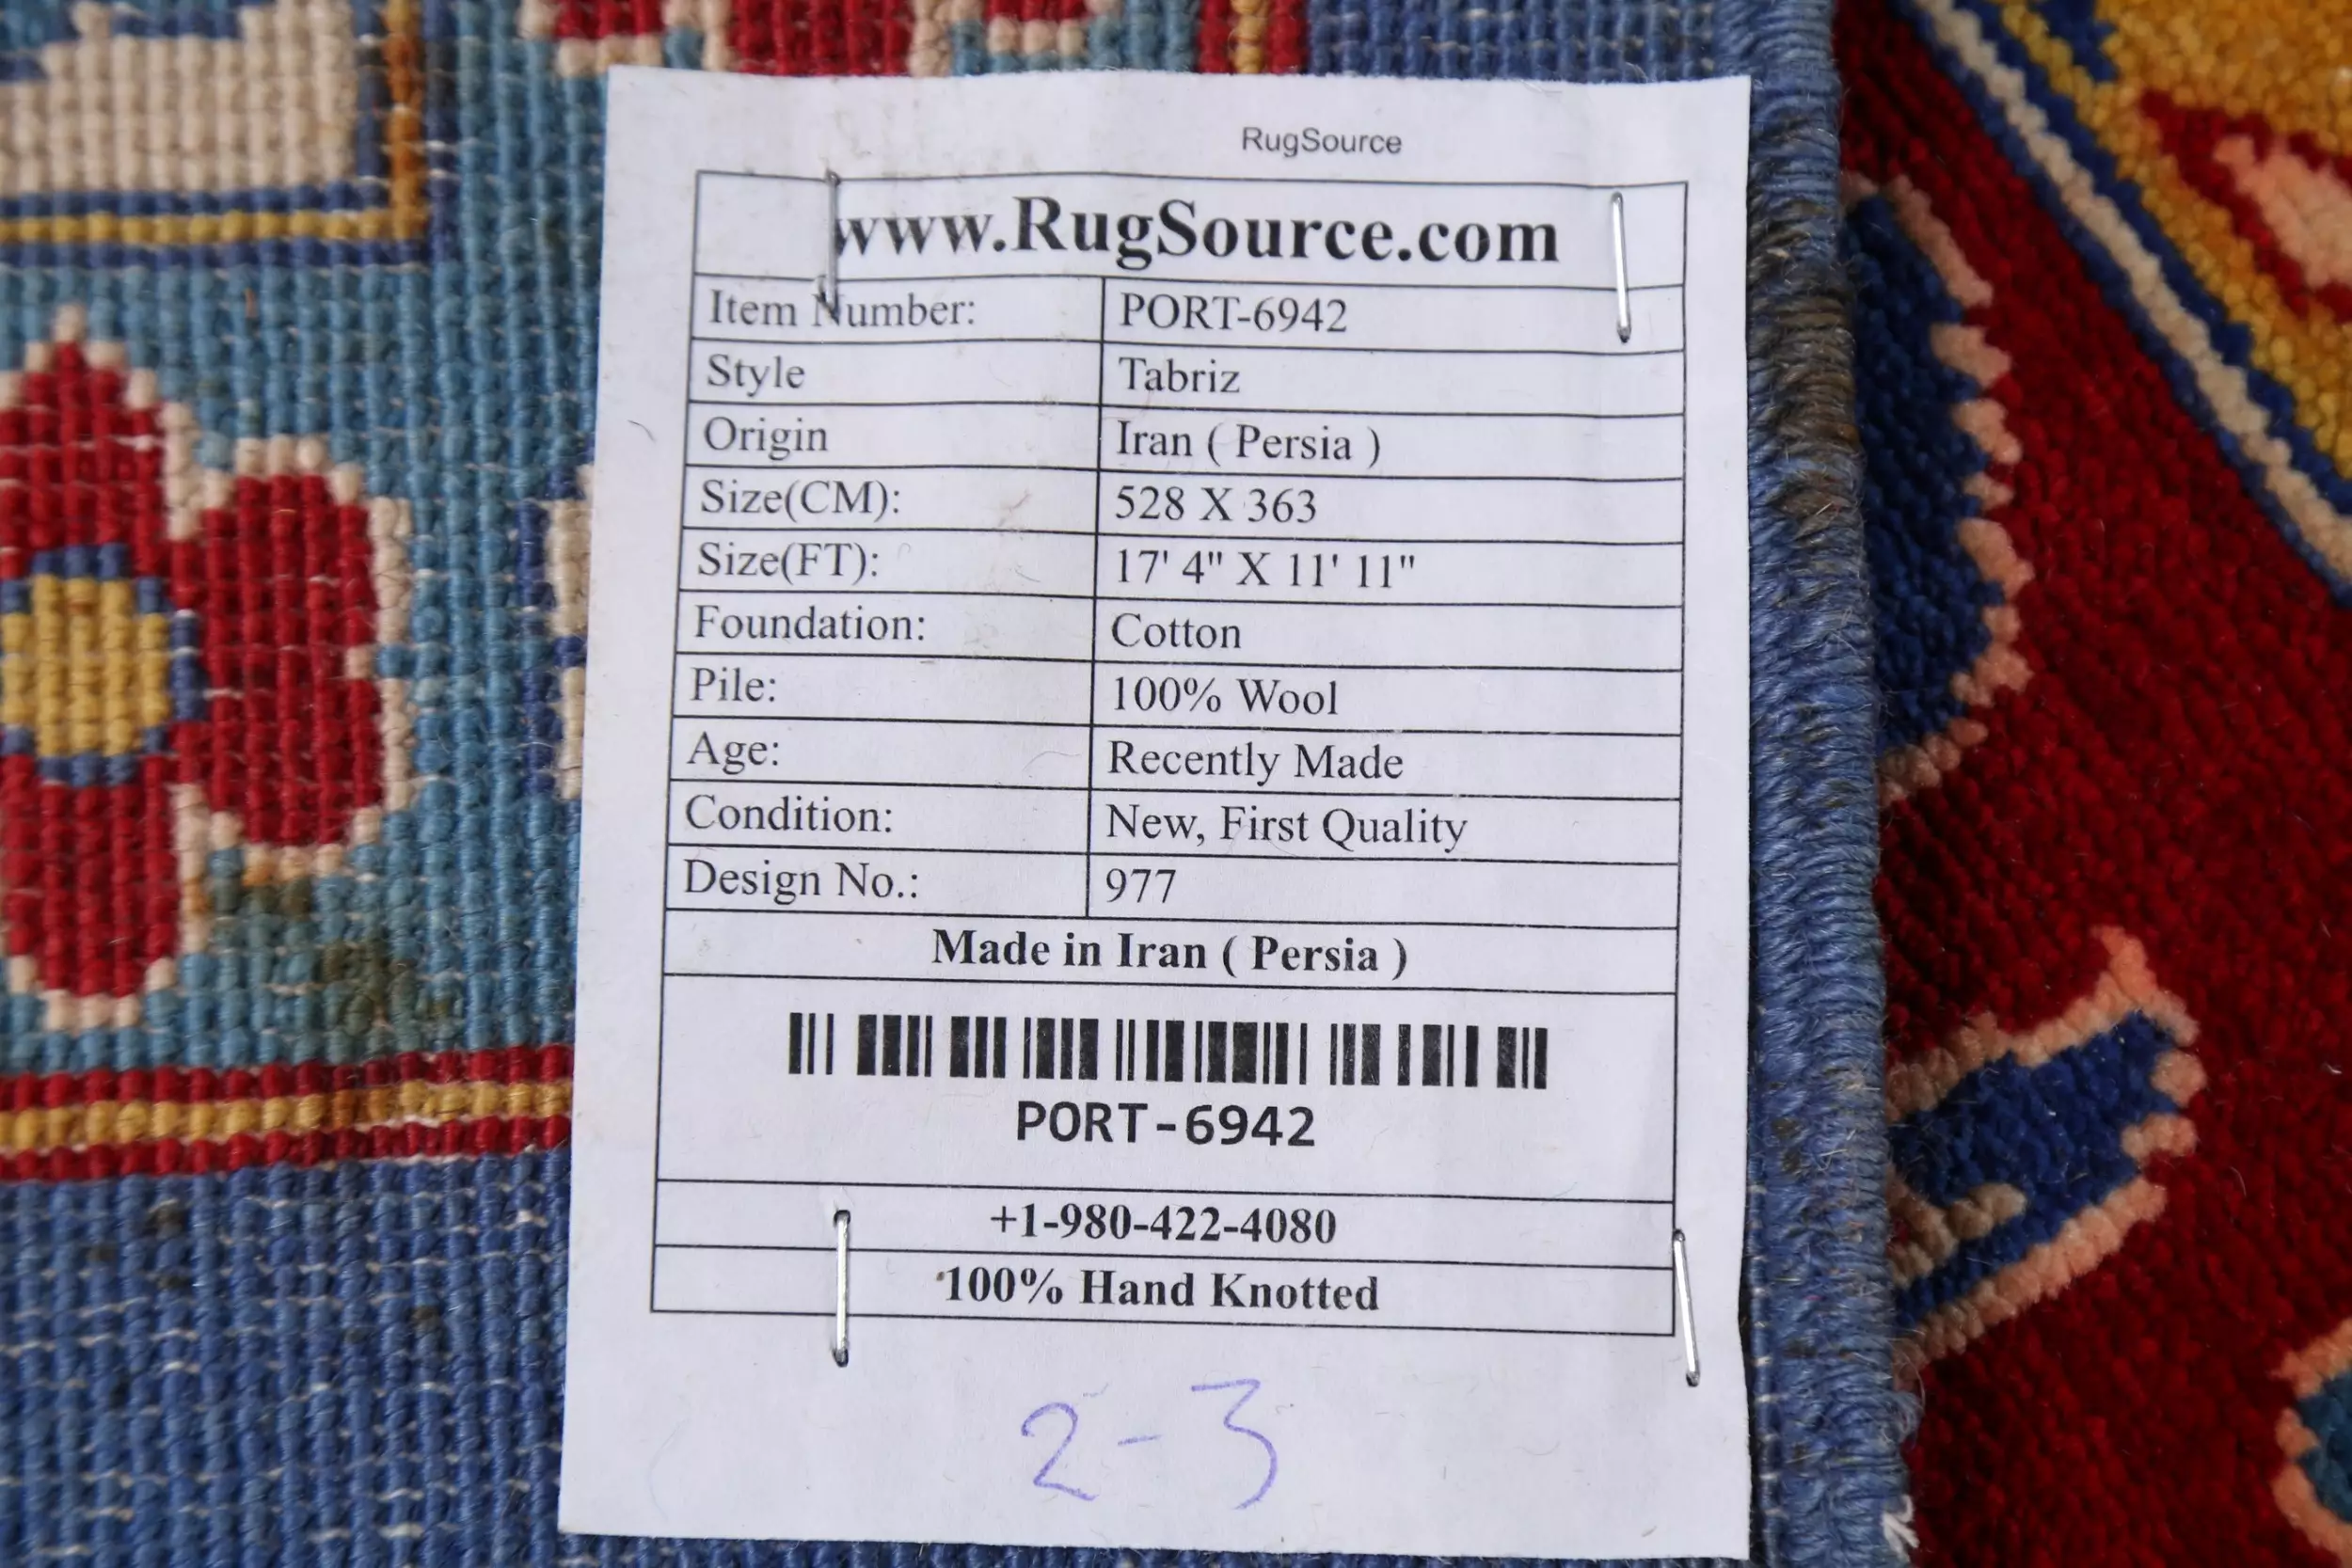 RugSource
www.RugSource.com
Item Number: PORT-6942
Style Tabriz
Origin Iran ( Persia )
Size(CM): 528 X 363
Size(FT): 17' 4" X 11' 11"
Foundation: Cotton
Pile: 100% Wool
Age: Recently Made
Condition: New, First Quality
Design No.: 977
Made in Iran ( Persia )
PORT-6942
+1-980-422-4080
100% Hand Knotted
2-3